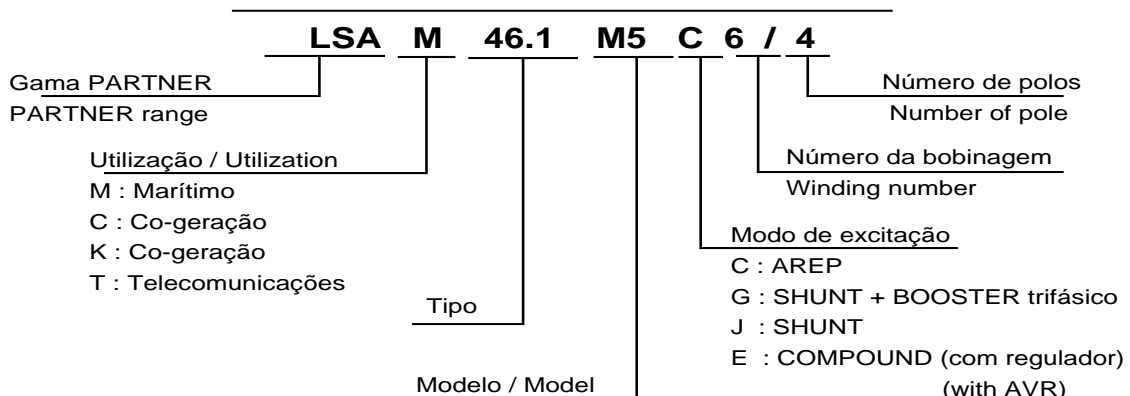 LSA M 46.1 M5 C 6 / 4
Gama PARTNER
PARTNER range
Número de polos
Number of pole
Utilização / Utilization
M : Marítimo
C : Co-geração
K : Co-geração
T : Telecomunicações
Número da bobinagem
Winding number
Modo de excitação
C : AREP
G : SHUNT + BOOSTER trifásico
J : SHUNT
E : COMPOUND (com regulador)
(with AVR)
Tipo
Modelo / Model